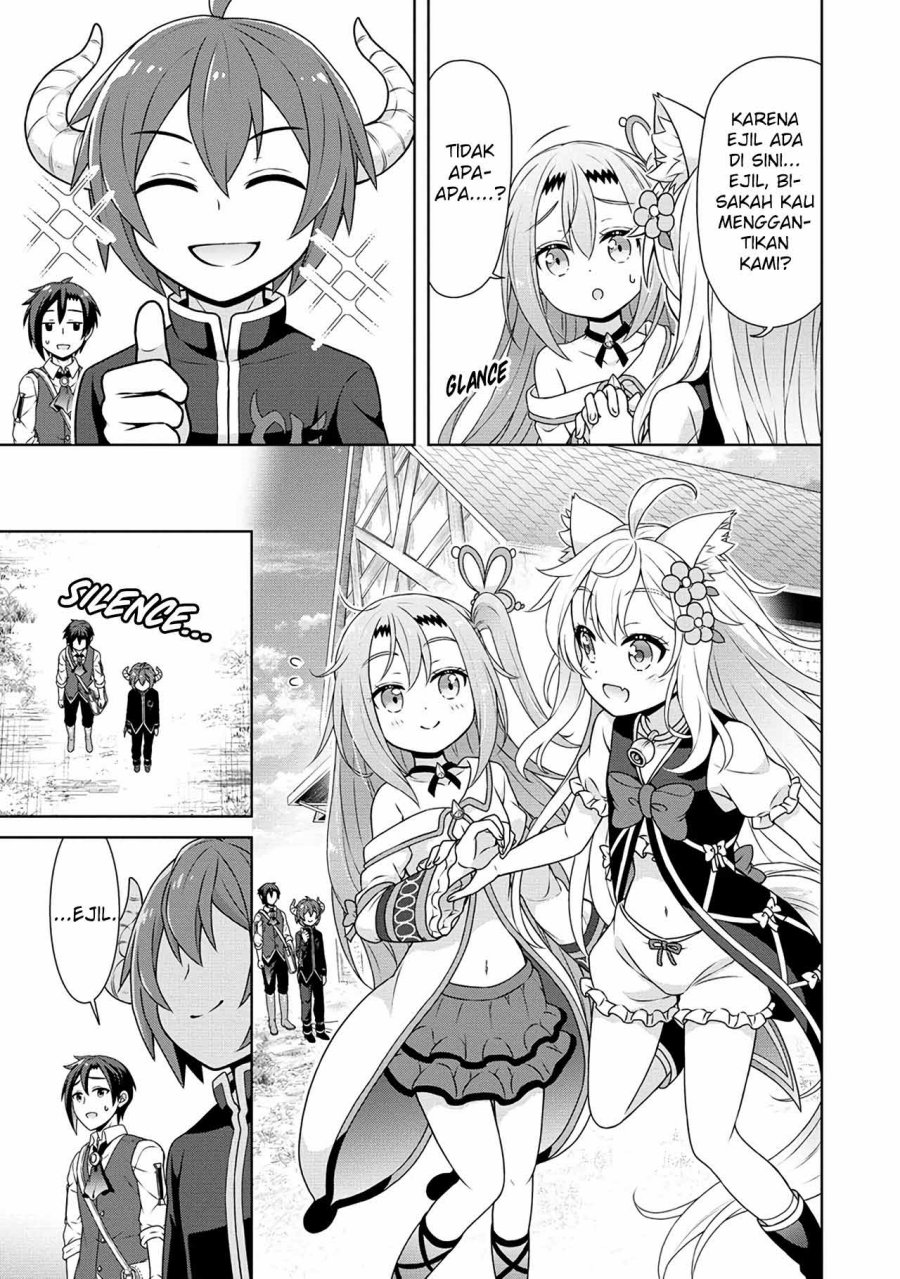 KARENA
EJIL ADA
DI SINI...
EJIL, BI-
SAKAH KAU
MENGGAN-
TIKAN
KAMI?
TIDAK
APA-
APA....?
GLANCE
SILENCE...
...EJIL.